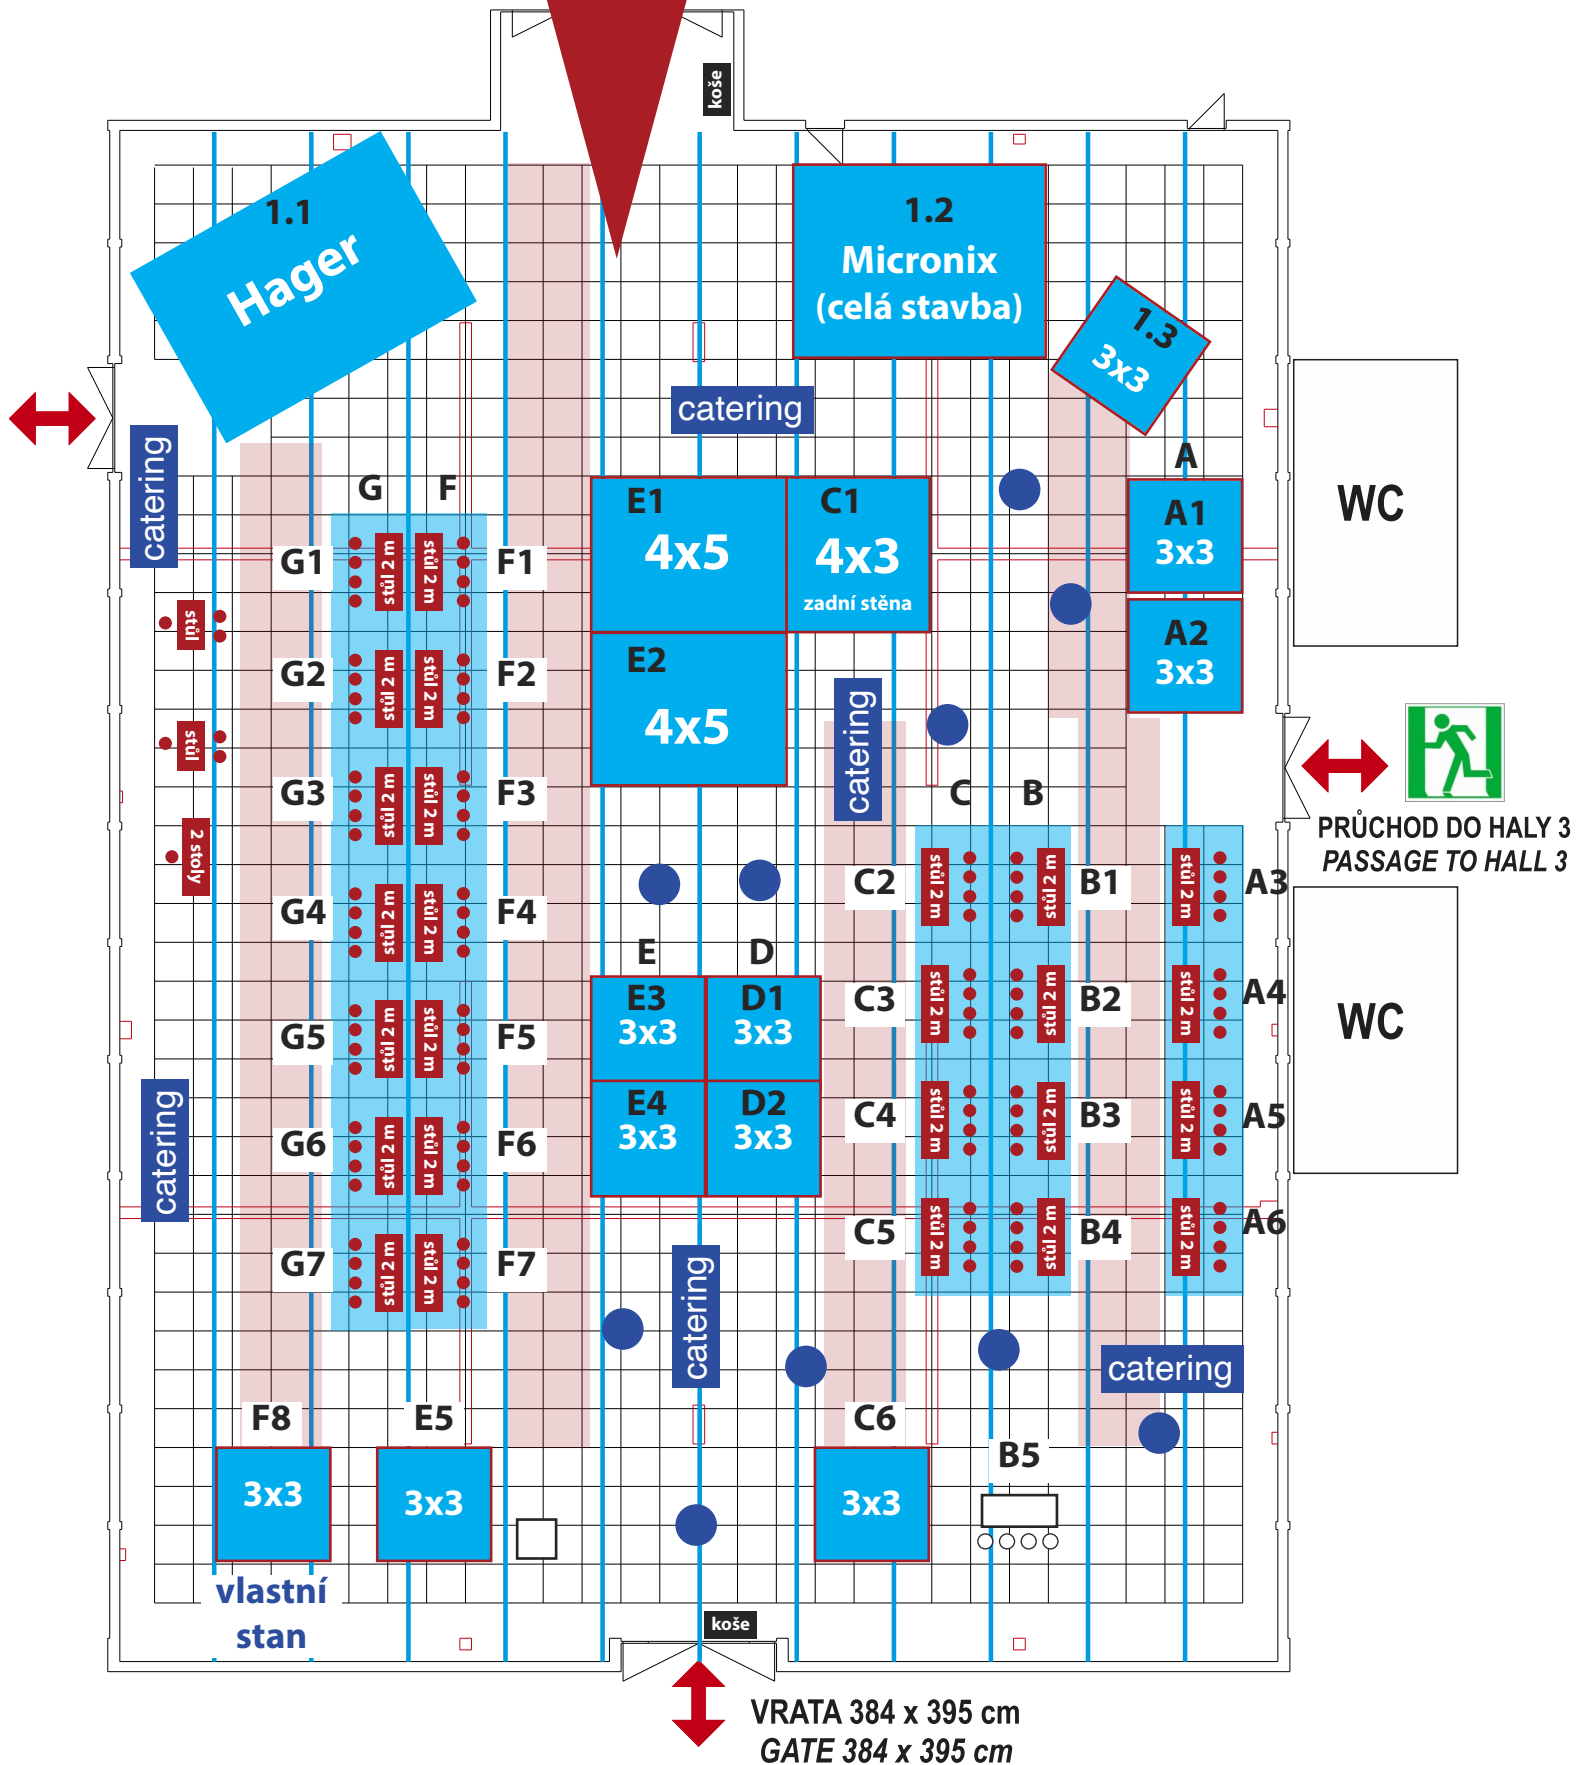 koše
1.1
Hager
1.2
Micronix
(celá stavba)
1.3
3x3
catering
catering
A
WC
G
F
E1
4x5
C1
4x3
zadní stěna
A1
3x3
G1
stůl 2 m
stůl 2 m
F1
stůl
A2
3x3
E2
4x5
G2
stůl 2 m
stůl 2 m
F2
catering
stůl
G3
stůl 2 m
stůl 2 m
F3
C
B
PRŮCHOD DO HALY 3
PASSAGE TO HALL 3
2 stoly
C2
stůl 2 m
stůl 2 m
B1
stůl 2 m
A3
G4
stůl 2 m
stůl 2 m
F4
E
D
E3
3x3
D1
3x3
C3
stůl 2 m
stůl 2 m
B2
stůl 2 m
A4
WC
G5
stůl 2 m
stůl 2 m
F5
E4
3x3
D2
3x3
C4
stůl 2 m
stůl 2 m
B3
stůl 2 m
A5
catering
G6
stůl 2 m
stůl 2 m
F6
C5
stůl 2 m
stůl 2 m
B4
stůl 2 m
A6
G7
stůl 2 m
stůl 2 m
F7
catering
catering
F8
E5
C6
B5
3x3
3x3
3x3
vlastní
stan
koše
VRATA 384 x 395 cm
GATE 384 x 395 cm